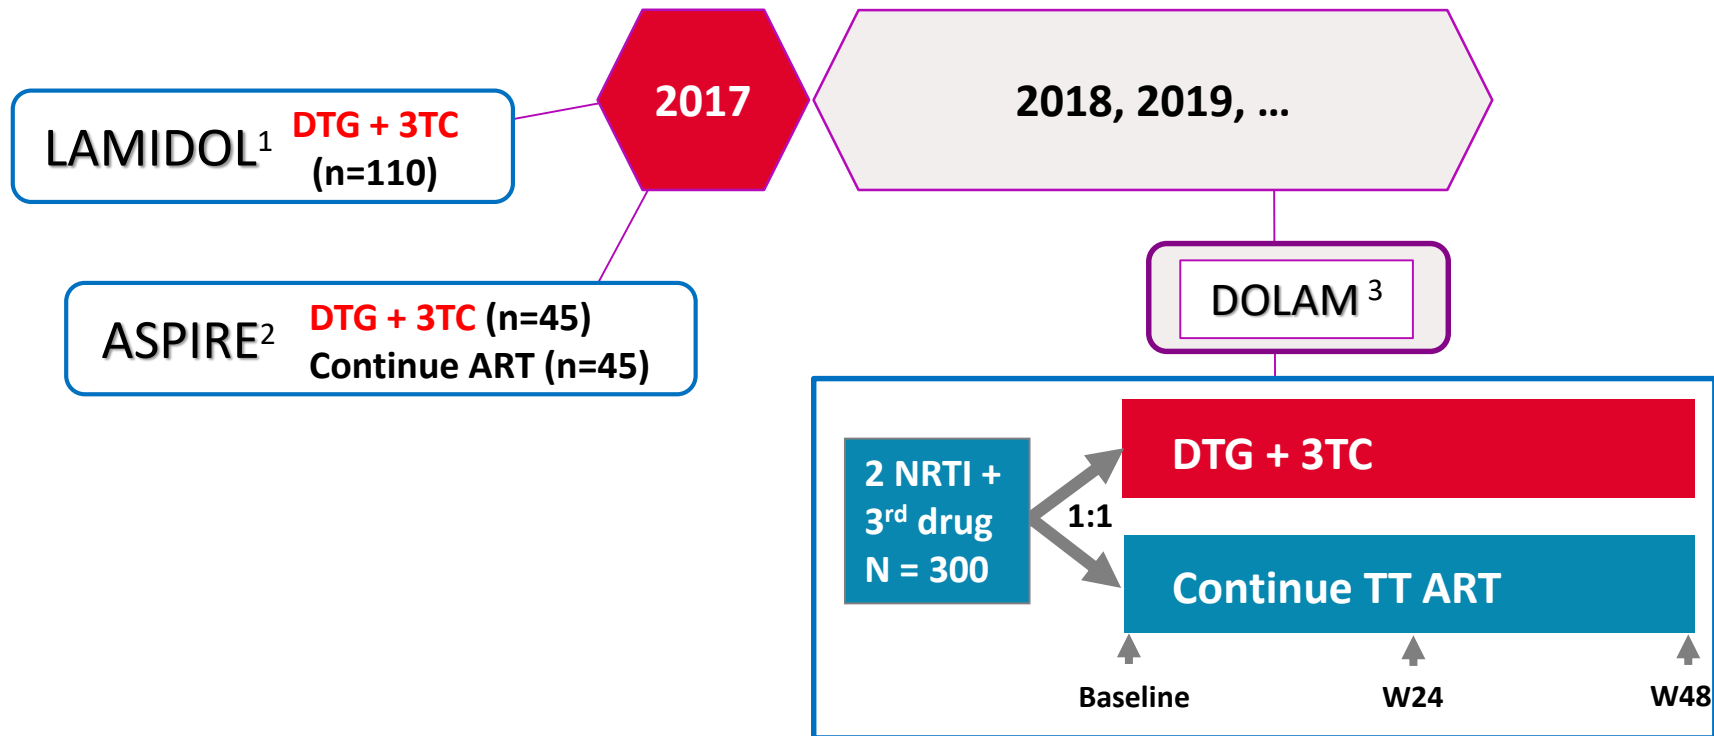 2017
2018, 2019, ...
LAMIDOL1 DTG + 3TC
(n=110)
ASPIRE2 DTG + 3TC (n=45)
Continue ART (n=45)
DOLAM 3
2 NRTI +
3rd drug
N = 300
1:1
DTG + 3TC
Continue TT ART
Baseline
W24
W48